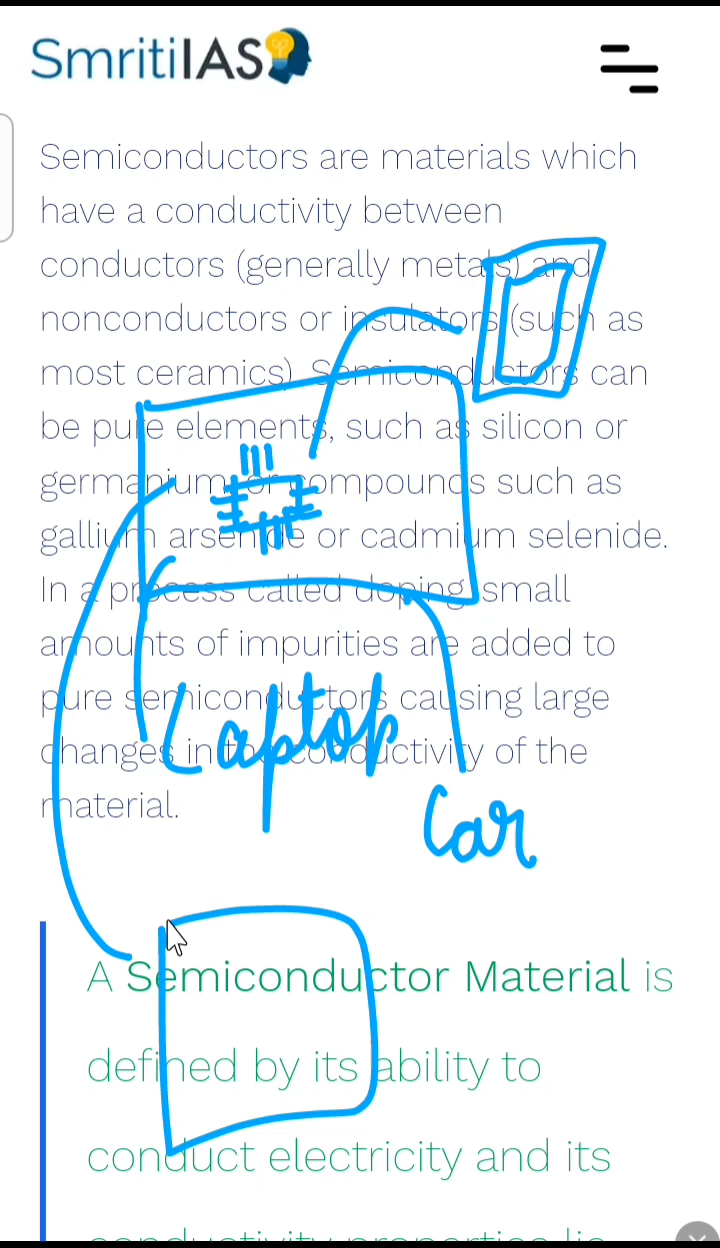 SmritiIAS
Semiconductors are materials which
have a conductivity between
conductors (generally metals) and
nonconductors or insulators (such as
most ceramics). Semiconductors can
be pure elements, such as silicon or
germanium, or compounds such as
gallium arsenide or cadmium selenide.
In a process called doping, small
amounts of impurities are added to
pure semiconductors causing large
changes in the conductivity of the
material.
Laptop
Car
A Semiconductor Material is
defined by its ability to
conduct electricity and its